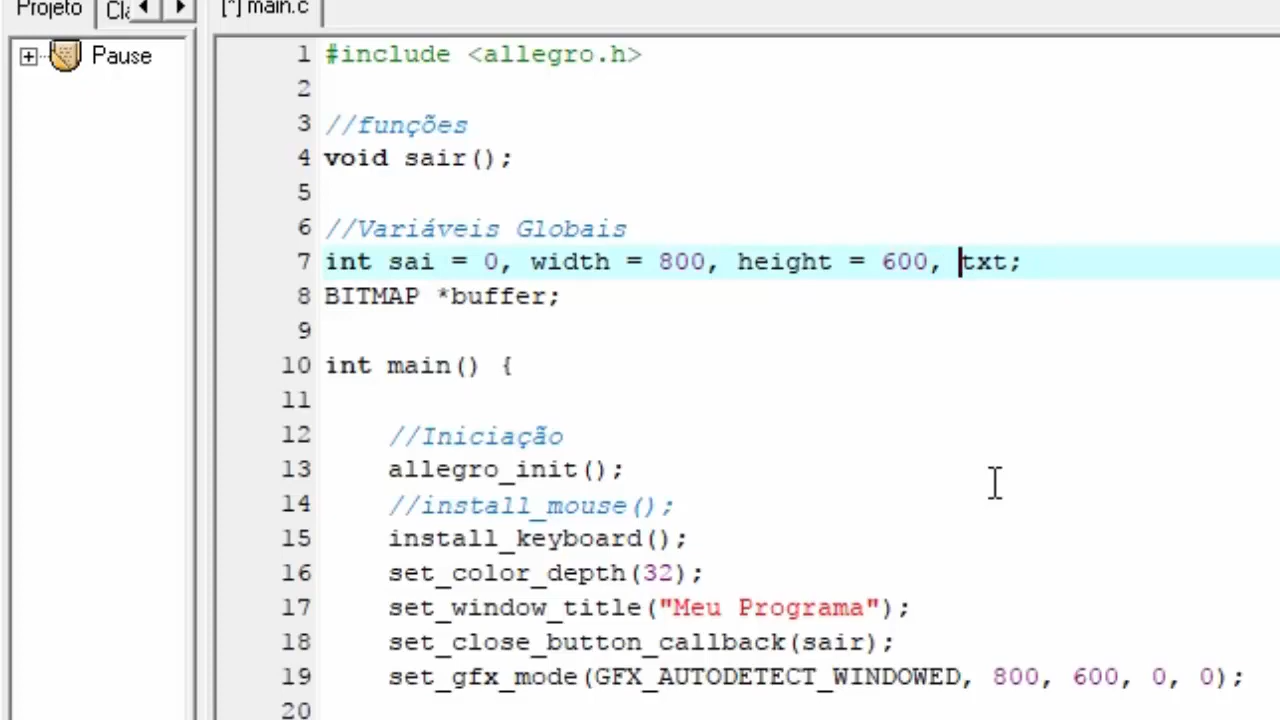 Projeto
[*] main.c
Pause
1 #include <allegro.h>
2
3 //funções
4 void sair();
5
6 //Variáveis Globais
7 int sai = 0, width = 800, height = 600, txt;
8 BITMAP *buffer;
9
10 int main() {
11
12 //Iniciação
13 allegro_init();
14 //install_mouse();
15 install_keyboard();
16 set_color_depth(32);
17 set_window_title("Meu Programa");
18 set_close_button_callback(sair);
19 set_gfx_mode(GFX_AUTODETECT_WINDOWED, 800, 600, 0, 0);
20